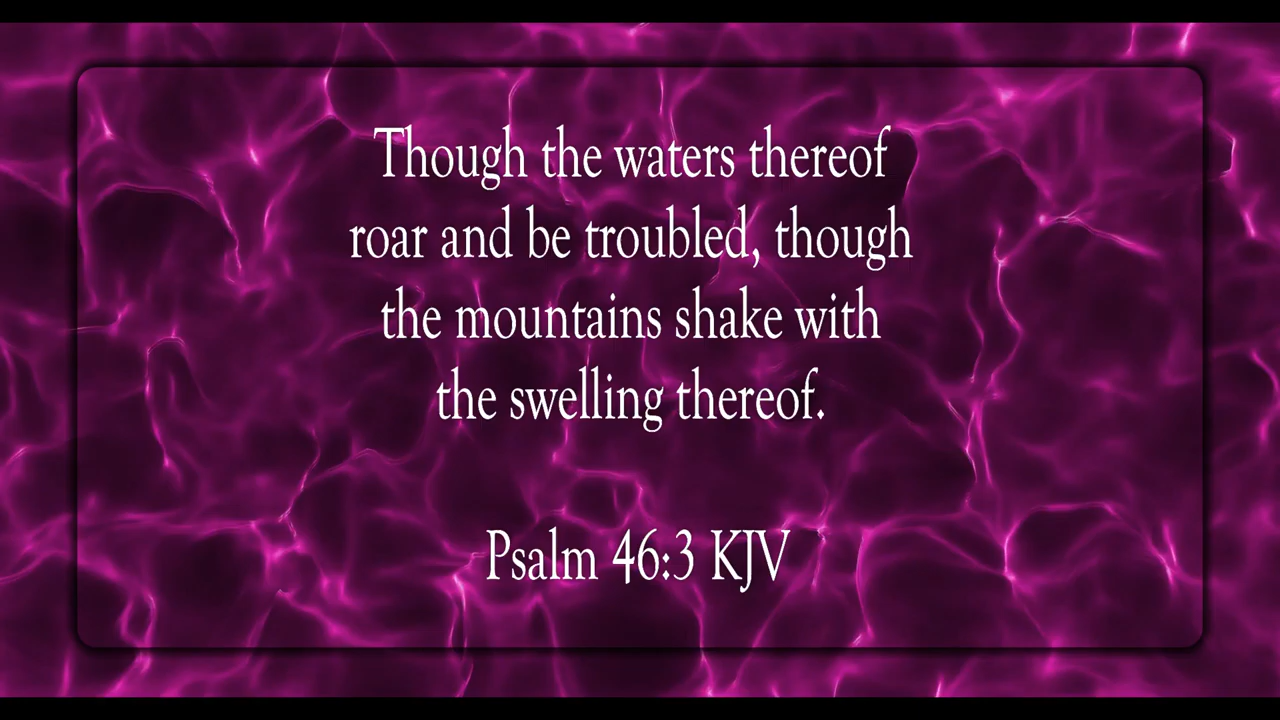 Though the waters thereof
roar and be troubled, though
the mountains shake with
the swelling thereof.
Psalm 46:3 KJV